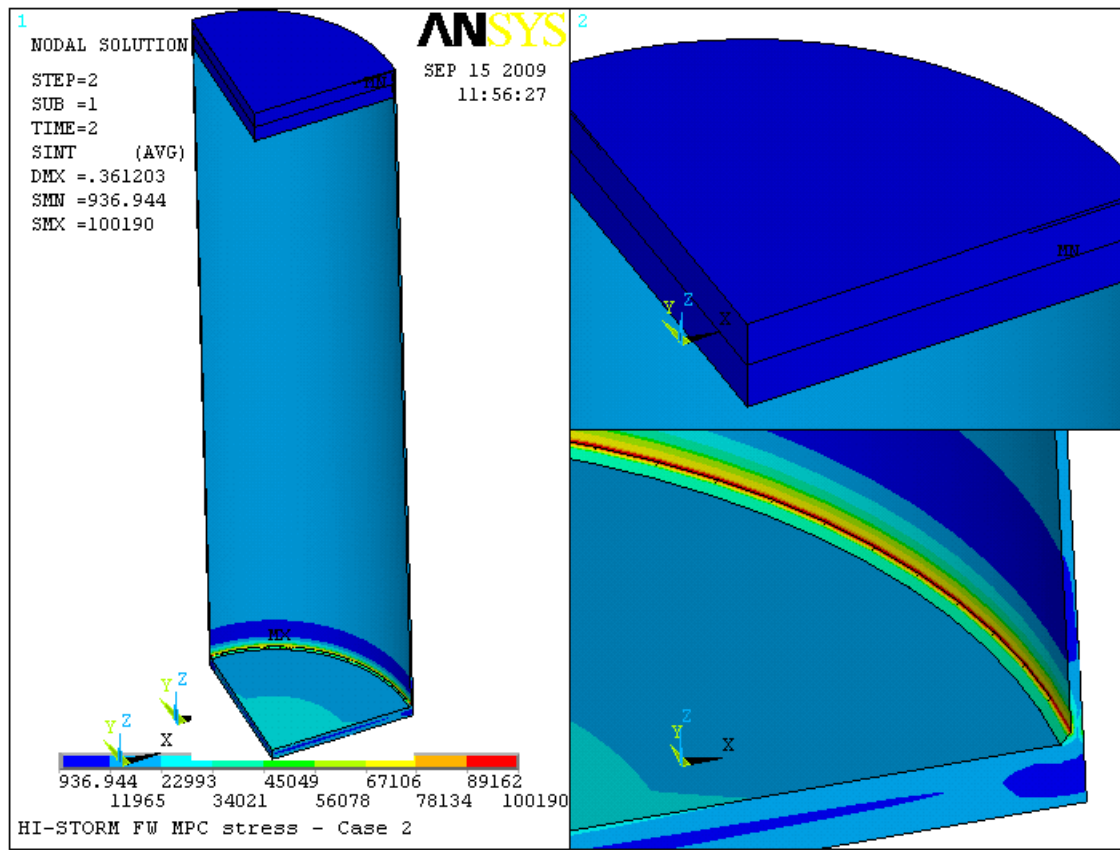 1
NODAL SOLUTION
STEP=2
SUB =1
TIME=2
SINT (AVG)
DMX =.361203
SMN =936.944
SMX =100190
ANSYS
SEP 15 2009
11:56:27
MN
MX
Y Z
Y Z X
936.944 22993 45049 67106 89162
11965 34021 56078 78134 100190
HI-STORM FW MPC stress - Case 2
2
MN
Y Z X
Z
Y X